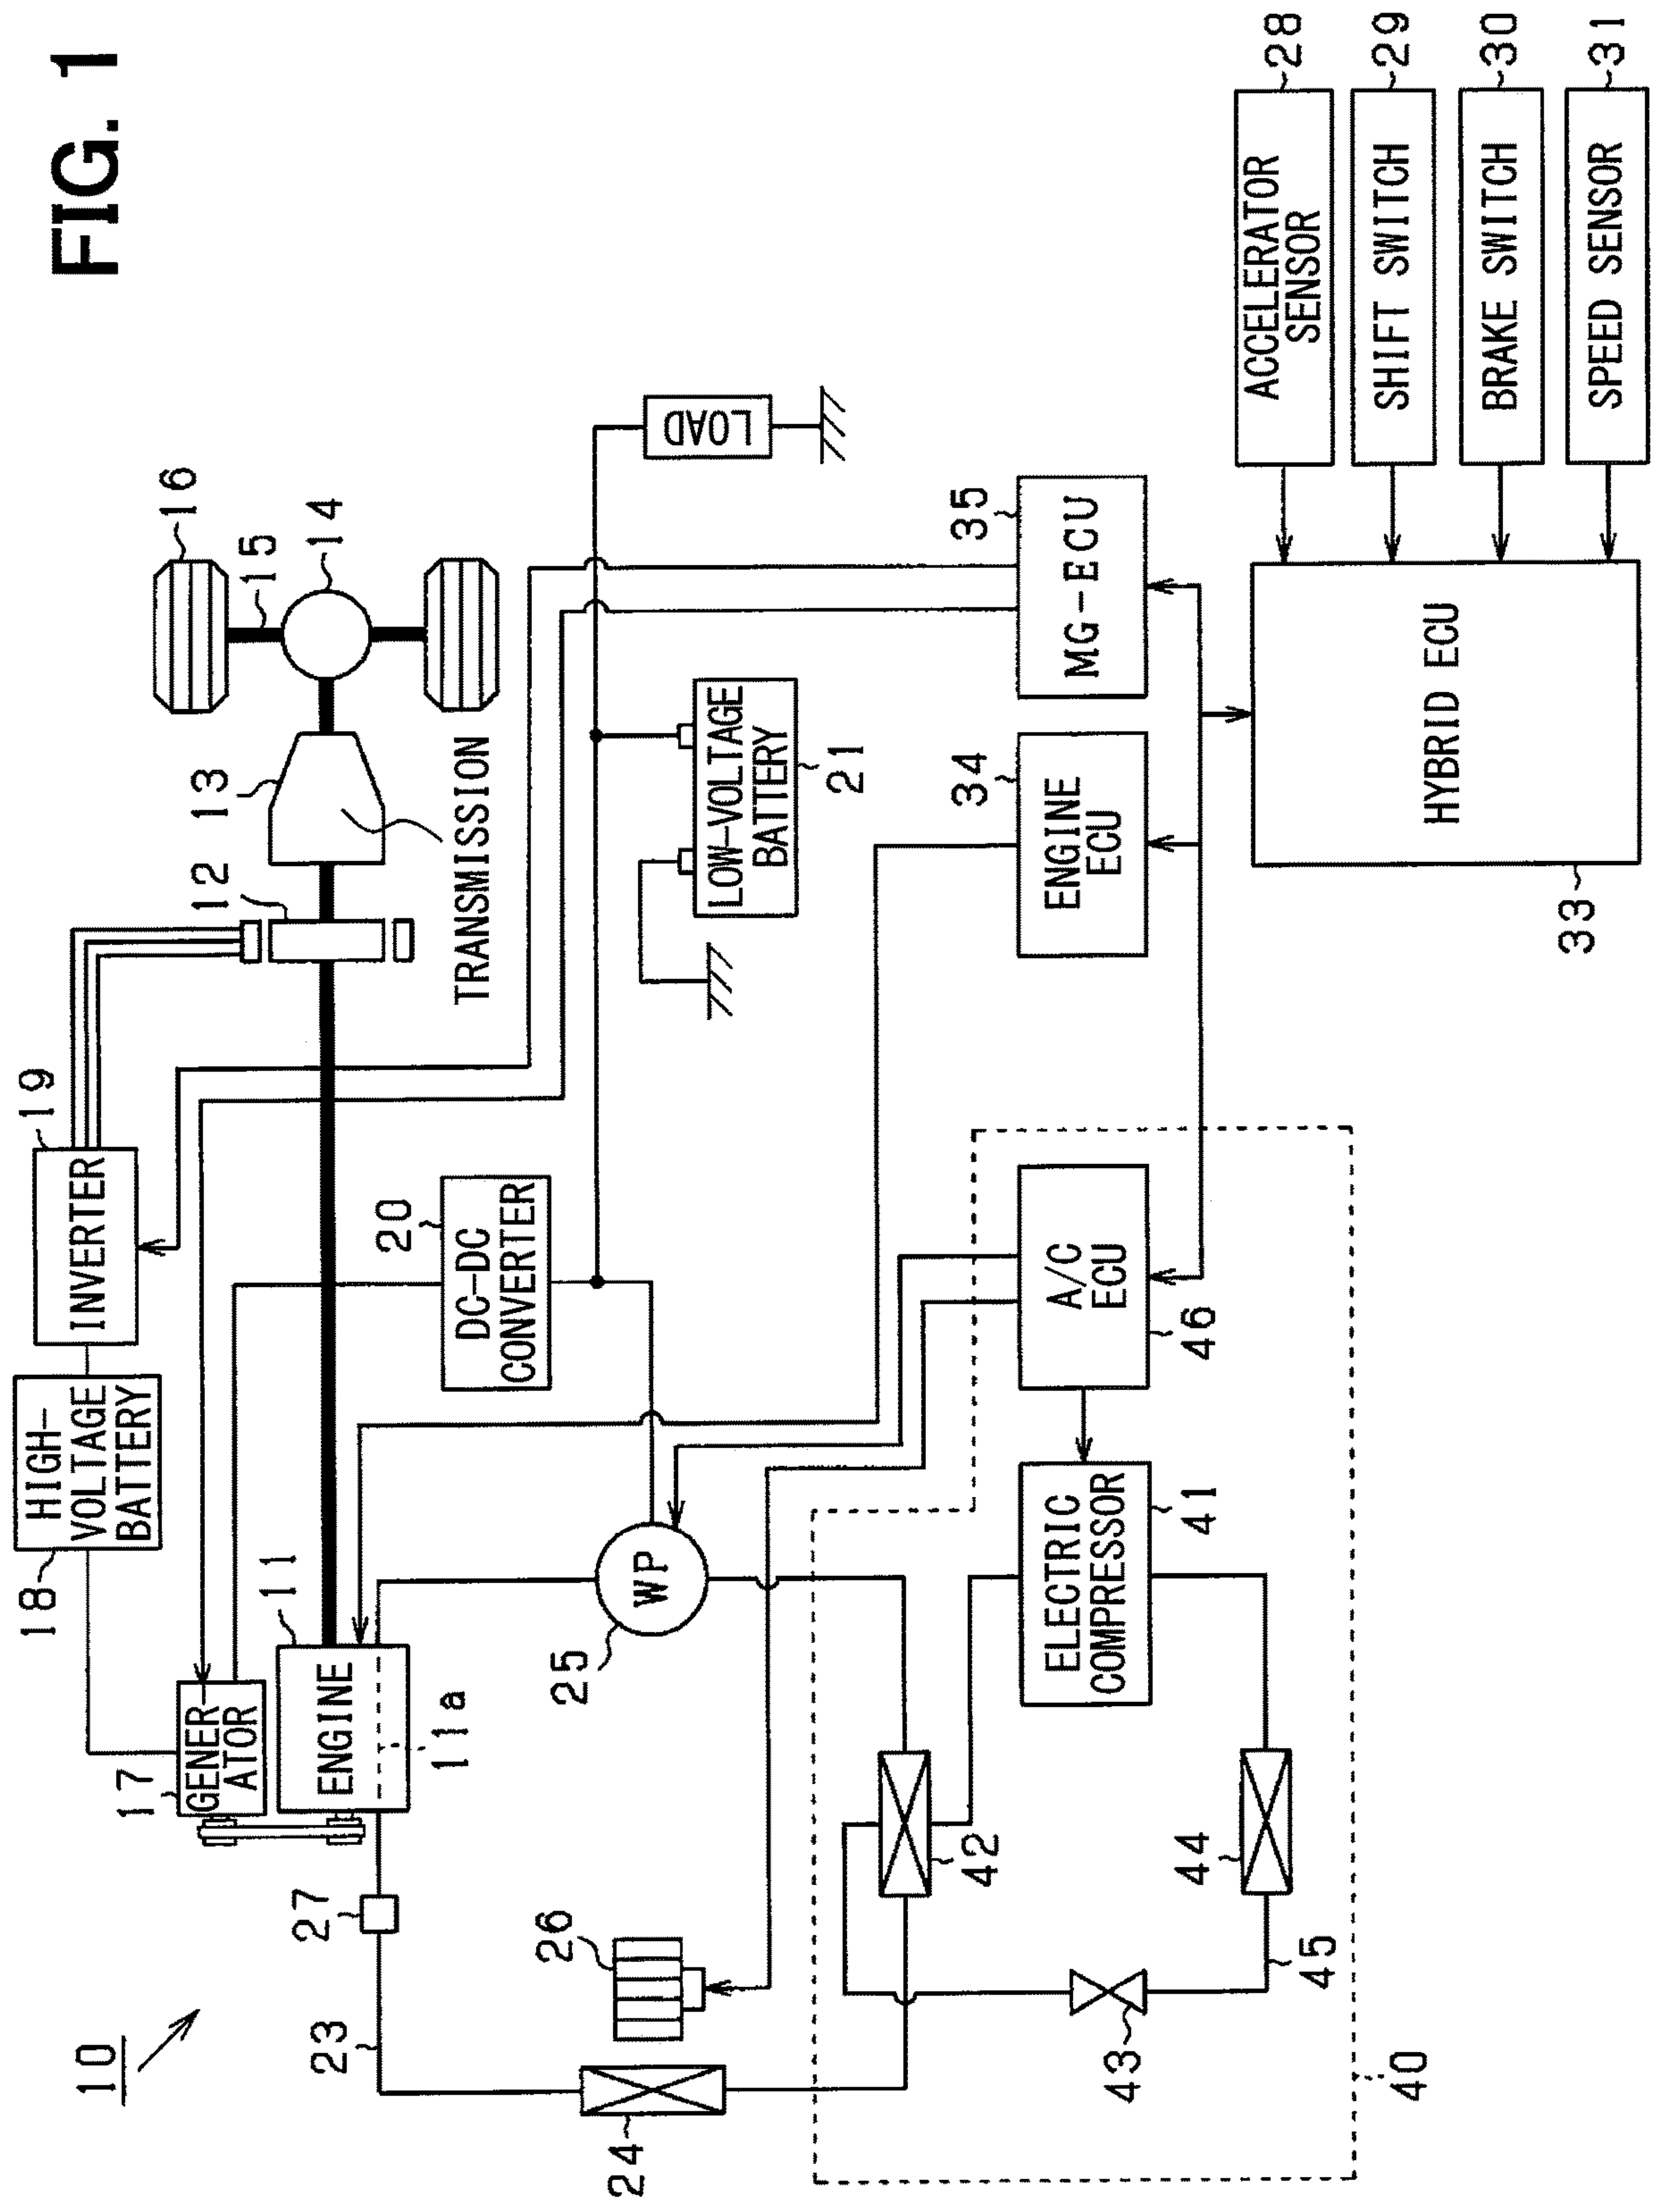 FIG. 1
10
16
15
14
13
12
TRANSMISSION
19
INVERTER
18
HIGH-
VOLTAGE
BATTERY
17
GENER-
ATOR
11
ENGINE
11a
27
23
24
26
25
WP
20
DC-DC
CONVERTER
LOW-VOLTAGE
BATTERY
21
LOAD
35
MG-ECU
34
ENGINE
ECU
A/C
ECU
46
ELECTRIC
COMPRESSOR
41
42
43
44
45
40
HYBRID ECU
33
ACCELERATOR
SENSOR
28
SHIFT SWITCH
29
BRAKE SWITCH
30
SPEED SENSOR
31